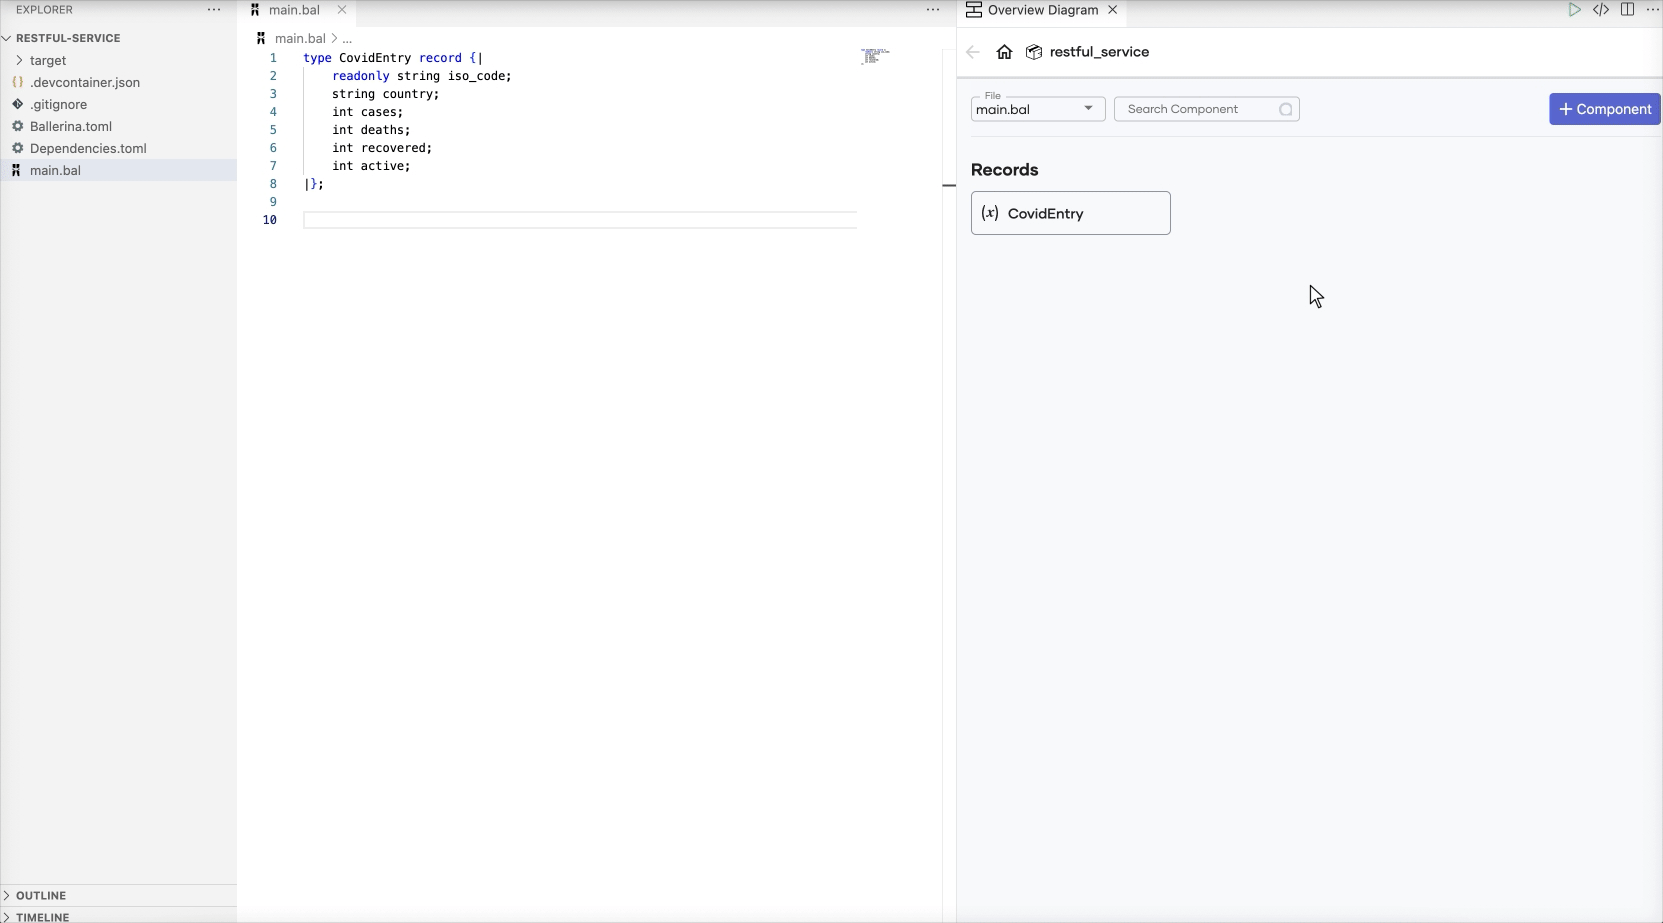 EXPLORER
RESTFUL-SERVICE
target
{} .devcontainer.json
.gitignore
Ballerina.toml
Dependencies.toml
main.bal
OUTLINE
TIMELINE
main.bal
main.bal > ...
1 type CovidEntry record {|
2     readonly string iso_code;
3     string country;
4     int cases;
5     int deaths;
6     int recovered;
7     int active;
8 |};
9
10
Overview Diagram
restful_service
File
main.bal
Search Component
+ Component
Records
(x) CovidEntry